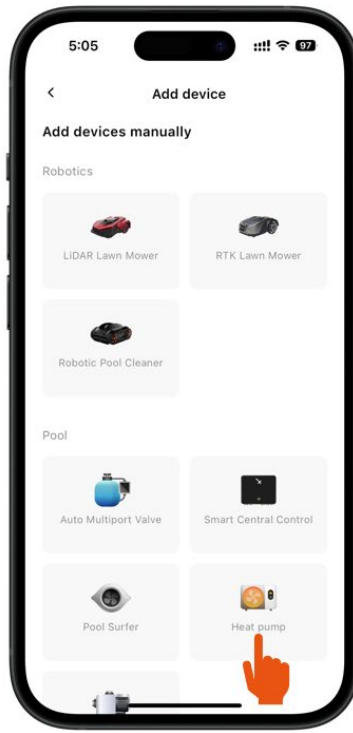 5:05
97
Add device
Add devices manually
Robotics
LiDAR Lawn Mower
RTK Lawn Mower
Robotic Pool Cleaner
Pool
Auto Multiport Valve
Smart Central Control
Pool Surfer
Heat pump